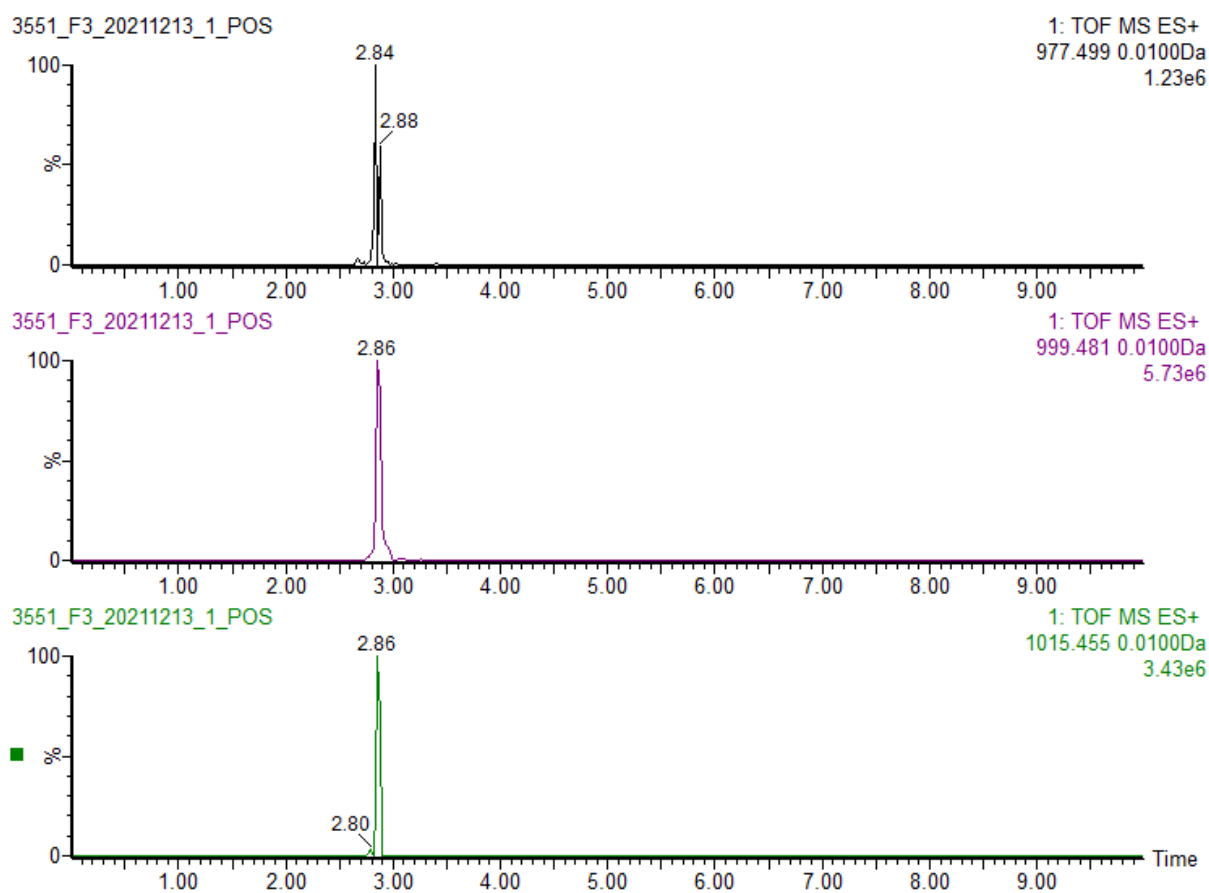 3551_F3_20211213_1_POS
1: TOF MS ES+
977.499 0.0100Da
1.23e6
2.84
2.88
100
%
0
1.00 2.00 3.00 4.00 5.00 6.00 7.00 8.00 9.00
3551_F3_20211213_1_POS
1: TOF MS ES+
999.481 0.0100Da
5.73e6
2.86
100
%
0
1.00 2.00 3.00 4.00 5.00 6.00 7.00 8.00 9.00
3551_F3_20211213_1_POS
1: TOF MS ES+
1015.455 0.0100Da
3.43e6
2.86
100
%
2.80
0
Time
1.00 2.00 3.00 4.00 5.00 6.00 7.00 8.00 9.00